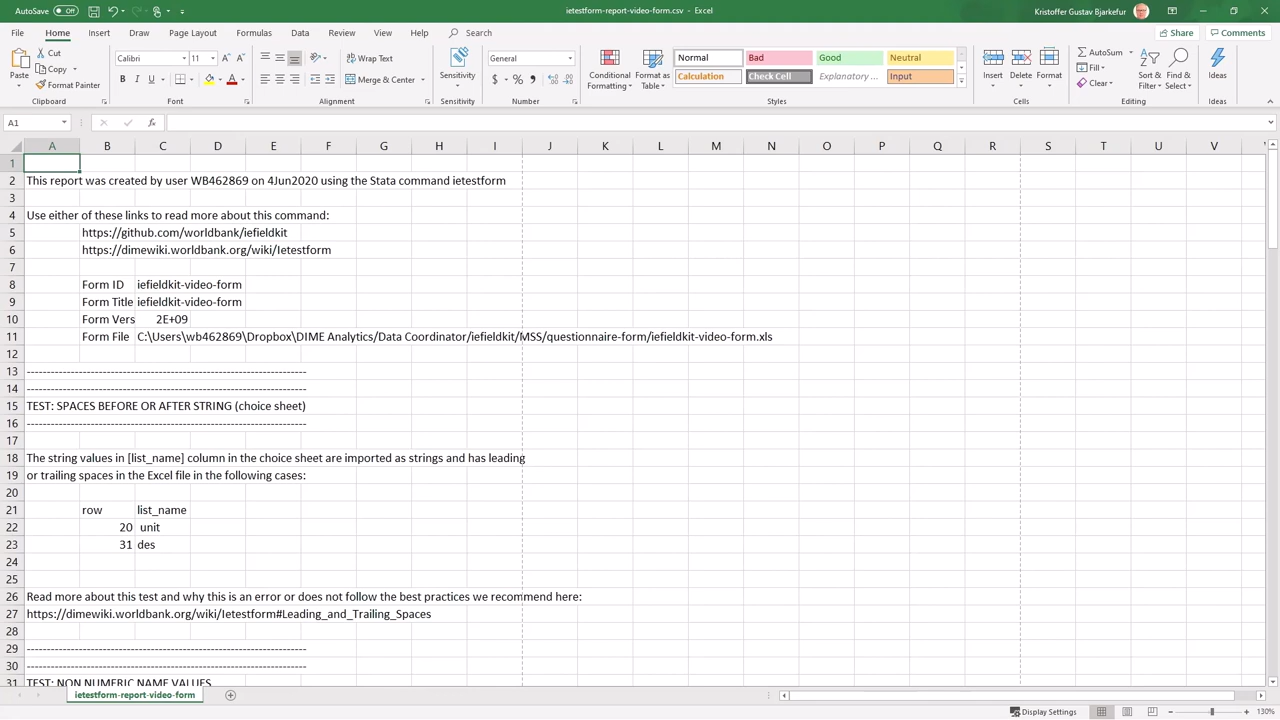 AutoSave Off
ietestform-report-video-form.csv - Excel
Kristoffer Gustav Bjarkefur
File Home Insert Draw Page Layout Formulas Data Review View Help Search
Share Comments
Paste
Cut
Copy
Format Painter
Clipboard
Calibri 11
Font
Wrap Text
Merge & Center
Alignment
Sensitivity
Sensitivity
General
Number
Conditional Formatting
Format as Table
Normal Bad Good Neutral
Calculation Check Cell Explanatory ... Input
Styles
Insert Delete Format
Cells
AutoSum
Fill
Clear
Sort & Filter
Find & Select
Editing
Ideas
Ideas
A1
fx
A B C D E F G H I J K L M N O P Q R S T U V
1
2 This report was created by user WB462869 on 4Jun2020 using the Stata command ietestform
3
4 Use either of these links to read more about this command:
5 https://github.com/worldbank/iefieldkit
6 https://dimewiki.worldbank.org/wiki/Ietestform
7
8 Form ID iefieldkit-video-form
9 Form Title iefieldkit-video-form
10 Form Vers 2E+09
11 Form File C:\Users\wb462869\Dropbox\DIME Analytics/Data Coordinator/iefieldkit/MSS/questionnaire-form/iefieldkit-video-form.xls
12
13 ----------------------------------------------------------------------
14 ----------------------------------------------------------------------
15 TEST: SPACES BEFORE OR AFTER STRING (choice sheet)
16 ----------------------------------------------------------------------
17
18 The string values in [list_name] column in the choice sheet are imported as strings and has leading
19 or trailing spaces in the Excel file in the following cases:
20
21 row list_name
22 20 unit
23 31 des
24
25
26 Read more about this test and why this is an error or does not follow the best practices we recommend here:
27 https://dimewiki.worldbank.org/wiki/Ietestform#Leading_and_Trailing_Spaces
28
29 ----------------------------------------------------------------------
30 ----------------------------------------------------------------------
31 TEST: NON NUMERIC NAME VALUES
ietestform-report-video-form
Display Settings
130%